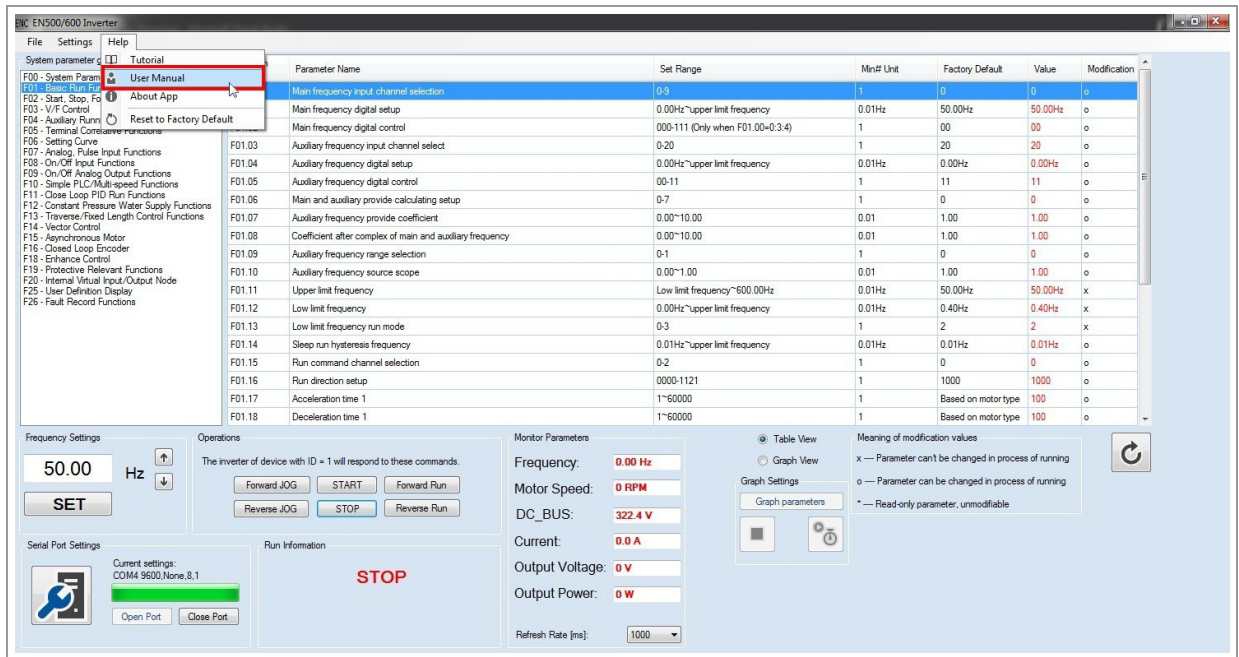 ENC EN500/600 Inverter
File Settings Help
System parameter g
Tutorial
User Manual
About App
Reset to Factory Default
F00 - System Param
F01 - Basic Run Fu
F02 - Start, Stop, Fo
F03 - V/F Control
F04 - Auxiliary Runn
F05 - Terminal Correlative Functions
F06 - Setting Curve
F07 - Analog, Pulse Input Functions
F08 - On/Off Input Functions
F09 - On/Off Analog Output Functions
F10 - Simple PLC/Multi-speed Functions
F11 - Close Loop PID Run Functions
F12 - Constant Pressure Water Supply Functions
F13 - Traverse/Fixed Length Control Functions
F14 - Vector Control
F15 - Asynchronous Motor
F16 - Closed Loop Encoder
F18 - Enhance Control
F19 - Protective Relevant Functions
F20 - Internal Virtual Input/Output Node
F25 - User Definition Display
F26 - Fault Record Functions
Parameter Name Set Range Min# Unit Factory Default Value Modification
Main frequency input channel selection 0-9 1 0 0 o
Main frequency digital setup 0.00Hz~upper limit frequency 0.01Hz 50.00Hz 50.00Hz o
Main frequency digital control 000-111 (Only when F01.00=0:3:4) 1 00 00 o
F01.03 Auxiliary frequency input channel select 0-20 1 20 20 o
F01.04 Auxiliary frequency digital setup 0.00Hz~upper limit frequency 0.01Hz 0.00Hz 0.00Hz o
F01.05 Auxiliary frequency digital control 00-11 1 11 11 o
F01.06 Main and auxiliary provide calculating setup 0-7 1 0 0 o
F01.07 Auxiliary frequency provide coefficient 0.00~10.00 0.01 1.00 1.00 o
F01.08 Coefficient after complex of main and auxiliary frequency 0.00~10.00 0.01 1.00 1.00 o
F01.09 Auxiliary frequency range selection 0-1 1 0 0 o
F01.10 Auxiliary frequency source scope 0.00~1.00 0.01 1.00 1.00 o
F01.11 Upper limit frequency Low limit frequency~600.00Hz 0.01Hz 50.00Hz 50.00Hz x
F01.12 Low limit frequency 0.00Hz~upper limit frequency 0.01Hz 0.40Hz 0.40Hz x
F01.13 Low limit frequency run mode 0-3 1 2 2 x
F01.14 Sleep run hysteresis frequency 0.01Hz~upper limit frequency 0.01Hz 0.01Hz 0.01Hz o
F01.15 Run command channel selection 0-2 1 0 0 o
F01.16 Run direction setup 0000-1121 1 1000 1000 o
F01.17 Acceleration time 1 1~60000 1 Based on motor type 100 o
F01.18 Deceleration time 1 1~60000 1 Based on motor type 100 o
Frequency Settings
50.00 Hz
SET
Operations
The inverter of device with ID = 1 will respond to these commands.
Forward JOG START Forward Run
Reverse JOG STOP Reverse Run
Serial Port Settings
Current settings:
COM4 9600,None,8,1
Open Port Close Port
Run Information
STOP
Monitor Parameters
Frequency: 0.00 Hz
Motor Speed: 0 RPM
DC_BUS: 322.4 V
Current: 0.0 A
Output Voltage: 0 V
Output Power: 0 W
Refresh Rate [ms]: 1000
Table View
Graph View
Graph Settings
Graph parameters
Meaning of modification values
x --- Parameter can't be changed in process of running
o --- Parameter can be changed in process of running
* --- Read-only parameter, unmodifiable